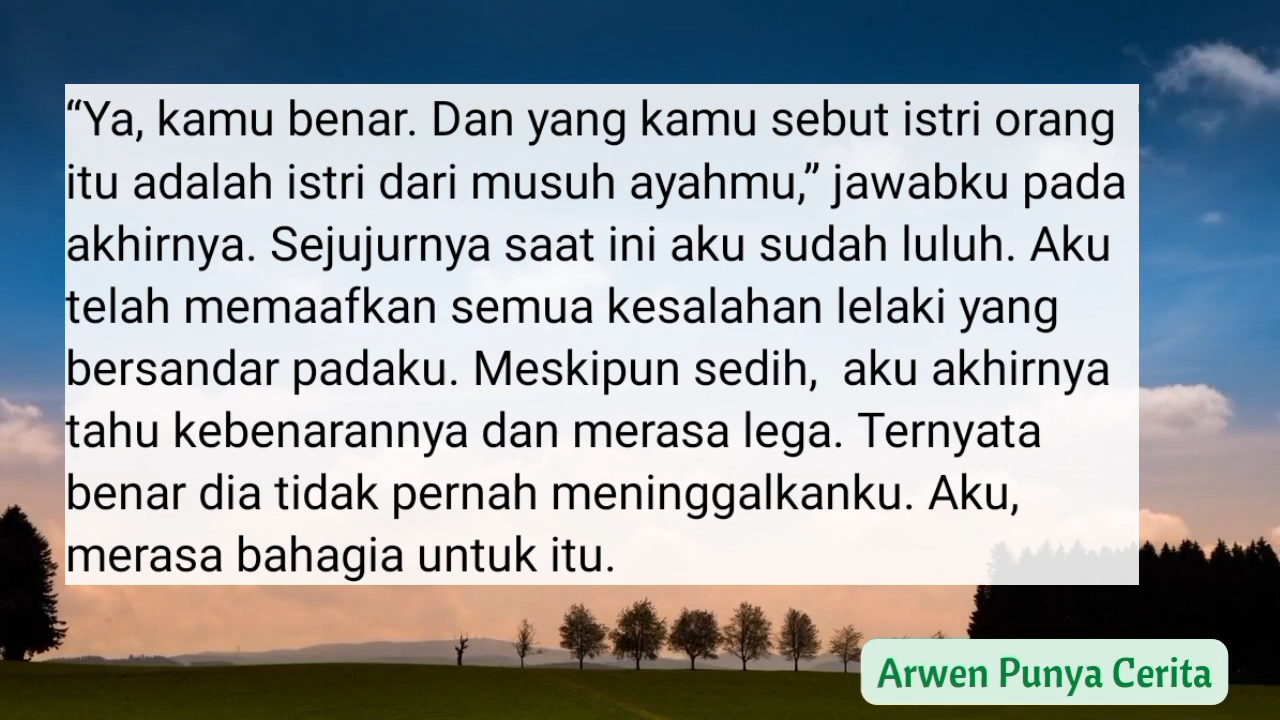 “Ya, kamu benar. Dan yang kamu sebut istri orang
itu adalah istri dari musuh ayahmu,” jawabku pada
akhirnya. Sejujurnya saat ini aku sudah luluh. Aku
telah memaafkan semua kesalahan lelaki yang
bersandar padaku. Meskipun sedih,  aku akhirnya
tahu kebenarannya dan merasa lega. Ternyata
benar dia tidak pernah meninggalkanku. Aku,
merasa bahagia untuk itu.
Arwen Punya Cerita